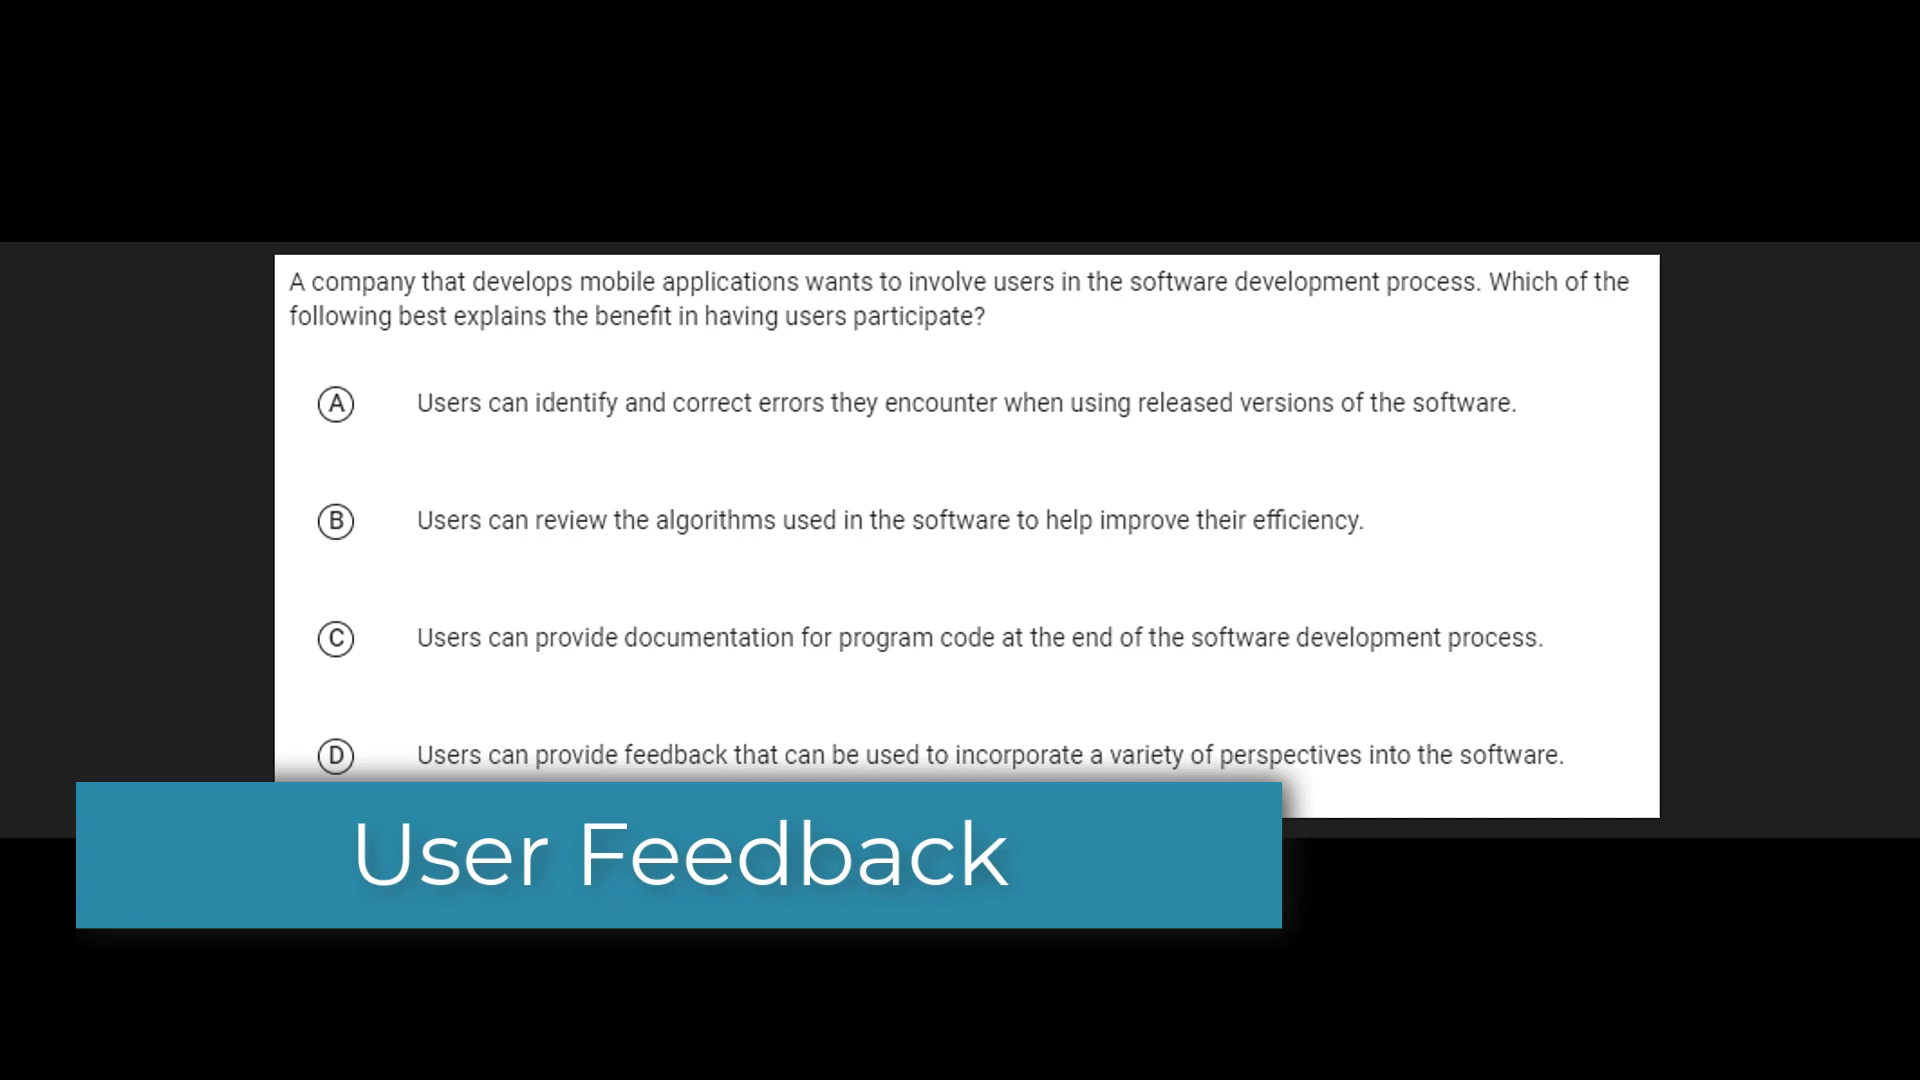 A company that develops mobile applications wants to involve users in the software development process. Which of the
following best explains the benefit in having users participate?
A Users can identify and correct errors they encounter when using released versions of the software.
B Users can review the algorithms used in the software to help improve their efficiency.
C Users can provide documentation for program code at the end of the software development process.
D Users can provide feedback that can be used to incorporate a variety of perspectives into the software.
User Feedback